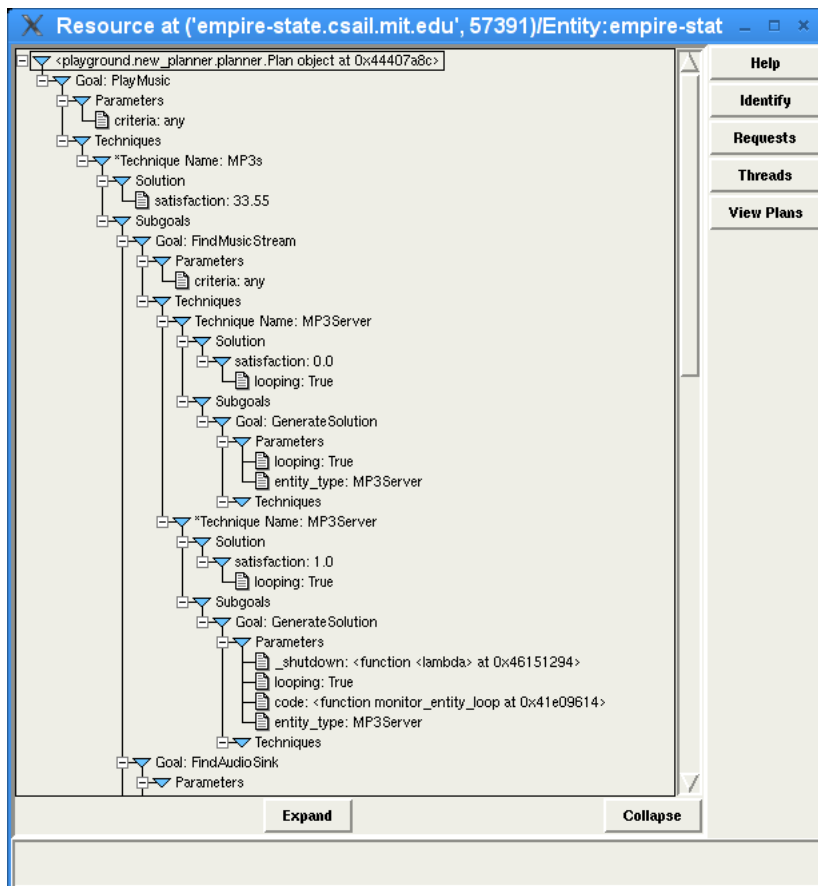 Resource at ('empire-state.csail.mit.edu', 57391)/Entity:empire-stat
<playground.new_planner.planner.Plan object at 0x44407a8c>
Goal: PlayMusic
Parameters
criteria: any
Techniques
*Technique Name: MP3s
Solution
satisfaction: 33.55
Subgoals
Goal: FindMusicStream
Parameters
criteria: any
Techniques
Technique Name: MP3Server
Solution
satisfaction: 0.0
looping: True
Subgoals
Goal: GenerateSolution
Parameters
looping: True
entity_type: MP3Server
Techniques
*Technique Name: MP3Server
Solution
satisfaction: 1.0
looping: True
Subgoals
Goal: GenerateSolution
Parameters
_shutdown: <function <lambda> at 0x46151294>
looping: True
code: <function monitor_entity_loop at 0x41e09614>
entity_type: MP3Server
Techniques
Goal: FindAudioSink
Parameters
Expand
Collapse
Help
Identify
Requests
Threads
View Plans